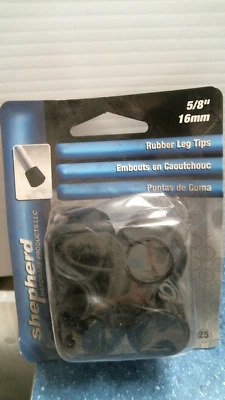 5/8"
16mm
Rubber Leg Tips
Embouts en Caoutchouc
Puntas de Goma
shepherd
PRODUCTS LLC
25